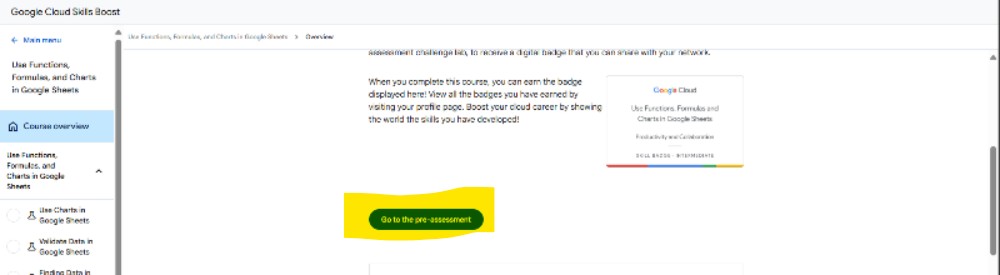 Google Cloud Skills Boost
← Main menu
Use Functions, Formulas, and Charts in Google Sheets > Overview
Use Functions,
Formulas, and Charts
in Google Sheets
Course overview
Use Functions,
Formulas, and
Charts in Google
Sheets
Use Charts in
Google Sheets
Validate Data in
Google Sheets
Finding Data in
assessment challenge lab, to receive a digital badge that you can share with your network.
When you complete this course, you can earn the badge
displayed here! View all the badges you have earned by
visiting your profile page. Boost your cloud career by showing
the world the skills you have developed!
Google Cloud
Use Functions, Formulas and
Charts in Google Sheets
Productivity and Collaboration
SKILL BADGE · INTERMEDIATE
Go to the pre-assessment